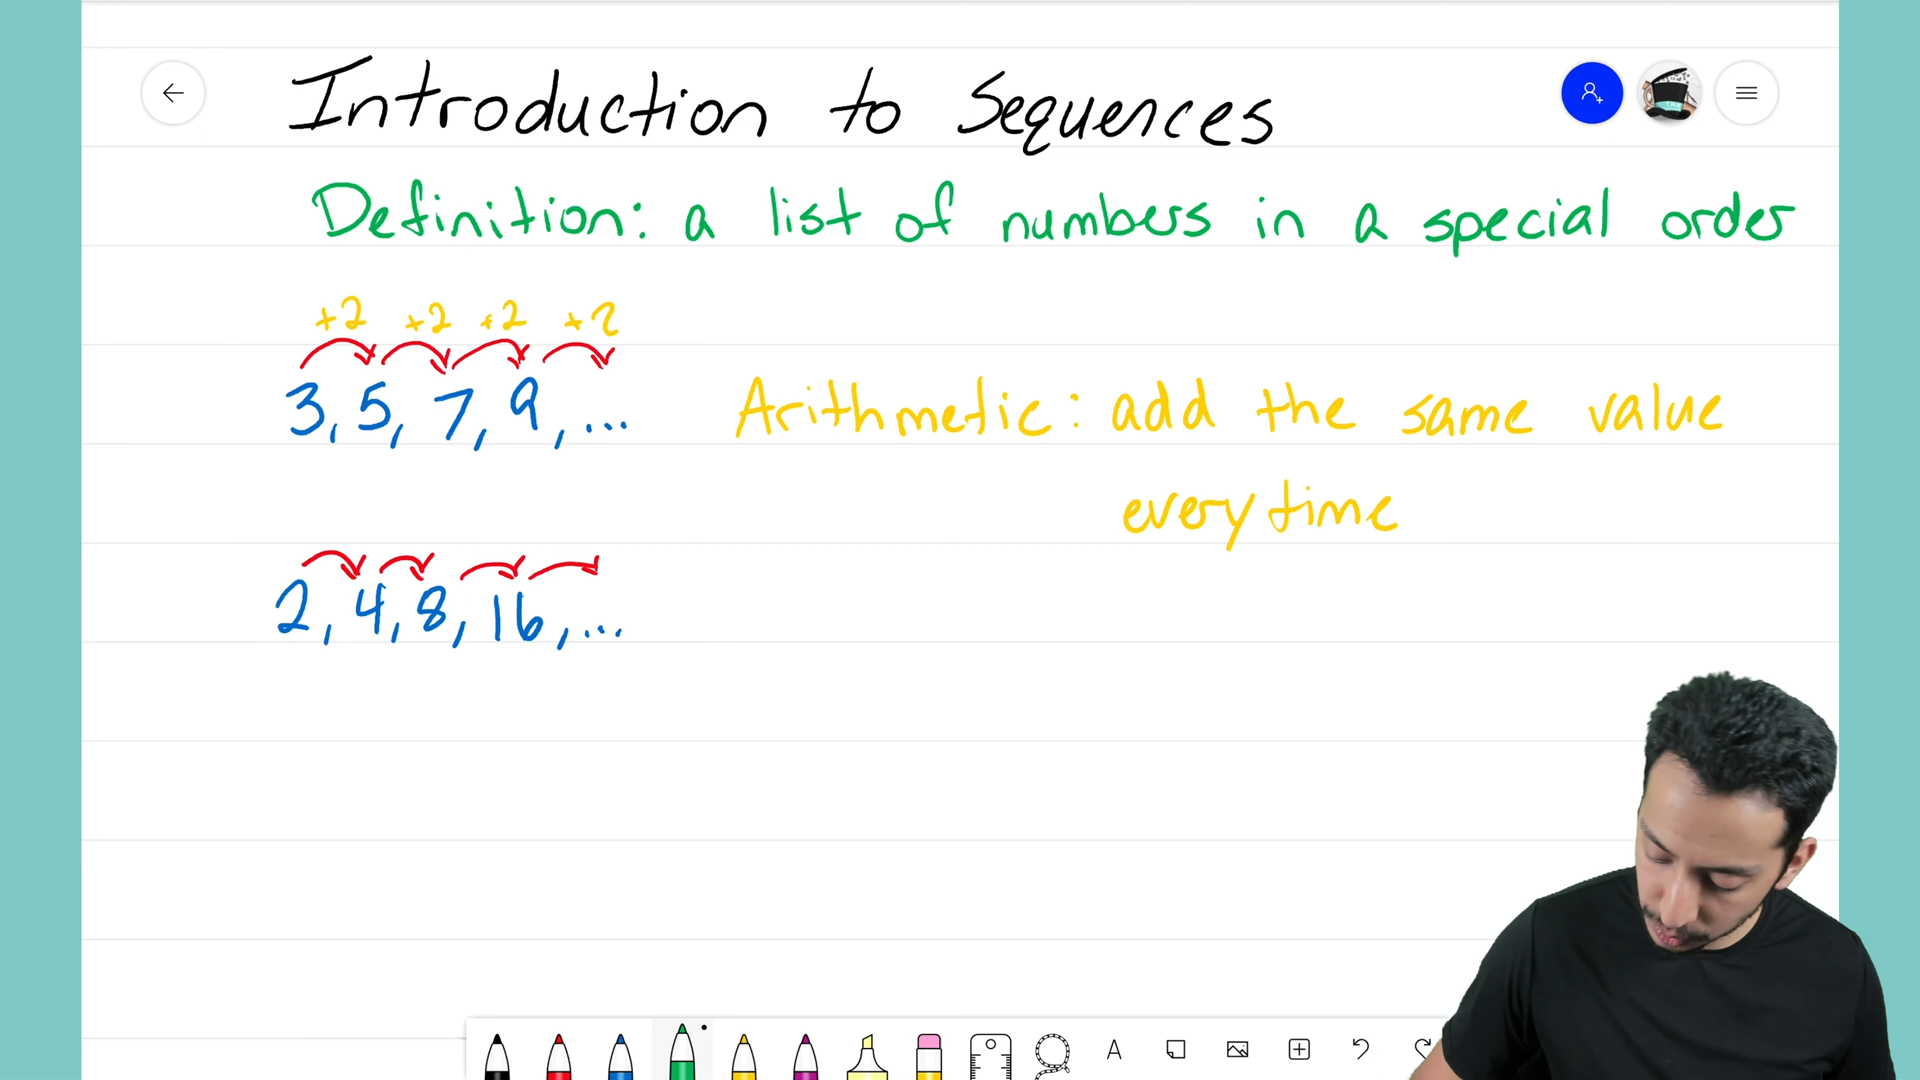 Introduction to Sequences
Definition: a list of numbers in a special order
+2 +2 +2 +2
3, 5, 7, 9, ...
Arithmetic: add the same value
every time
2, 4, 8, 16, ...
A